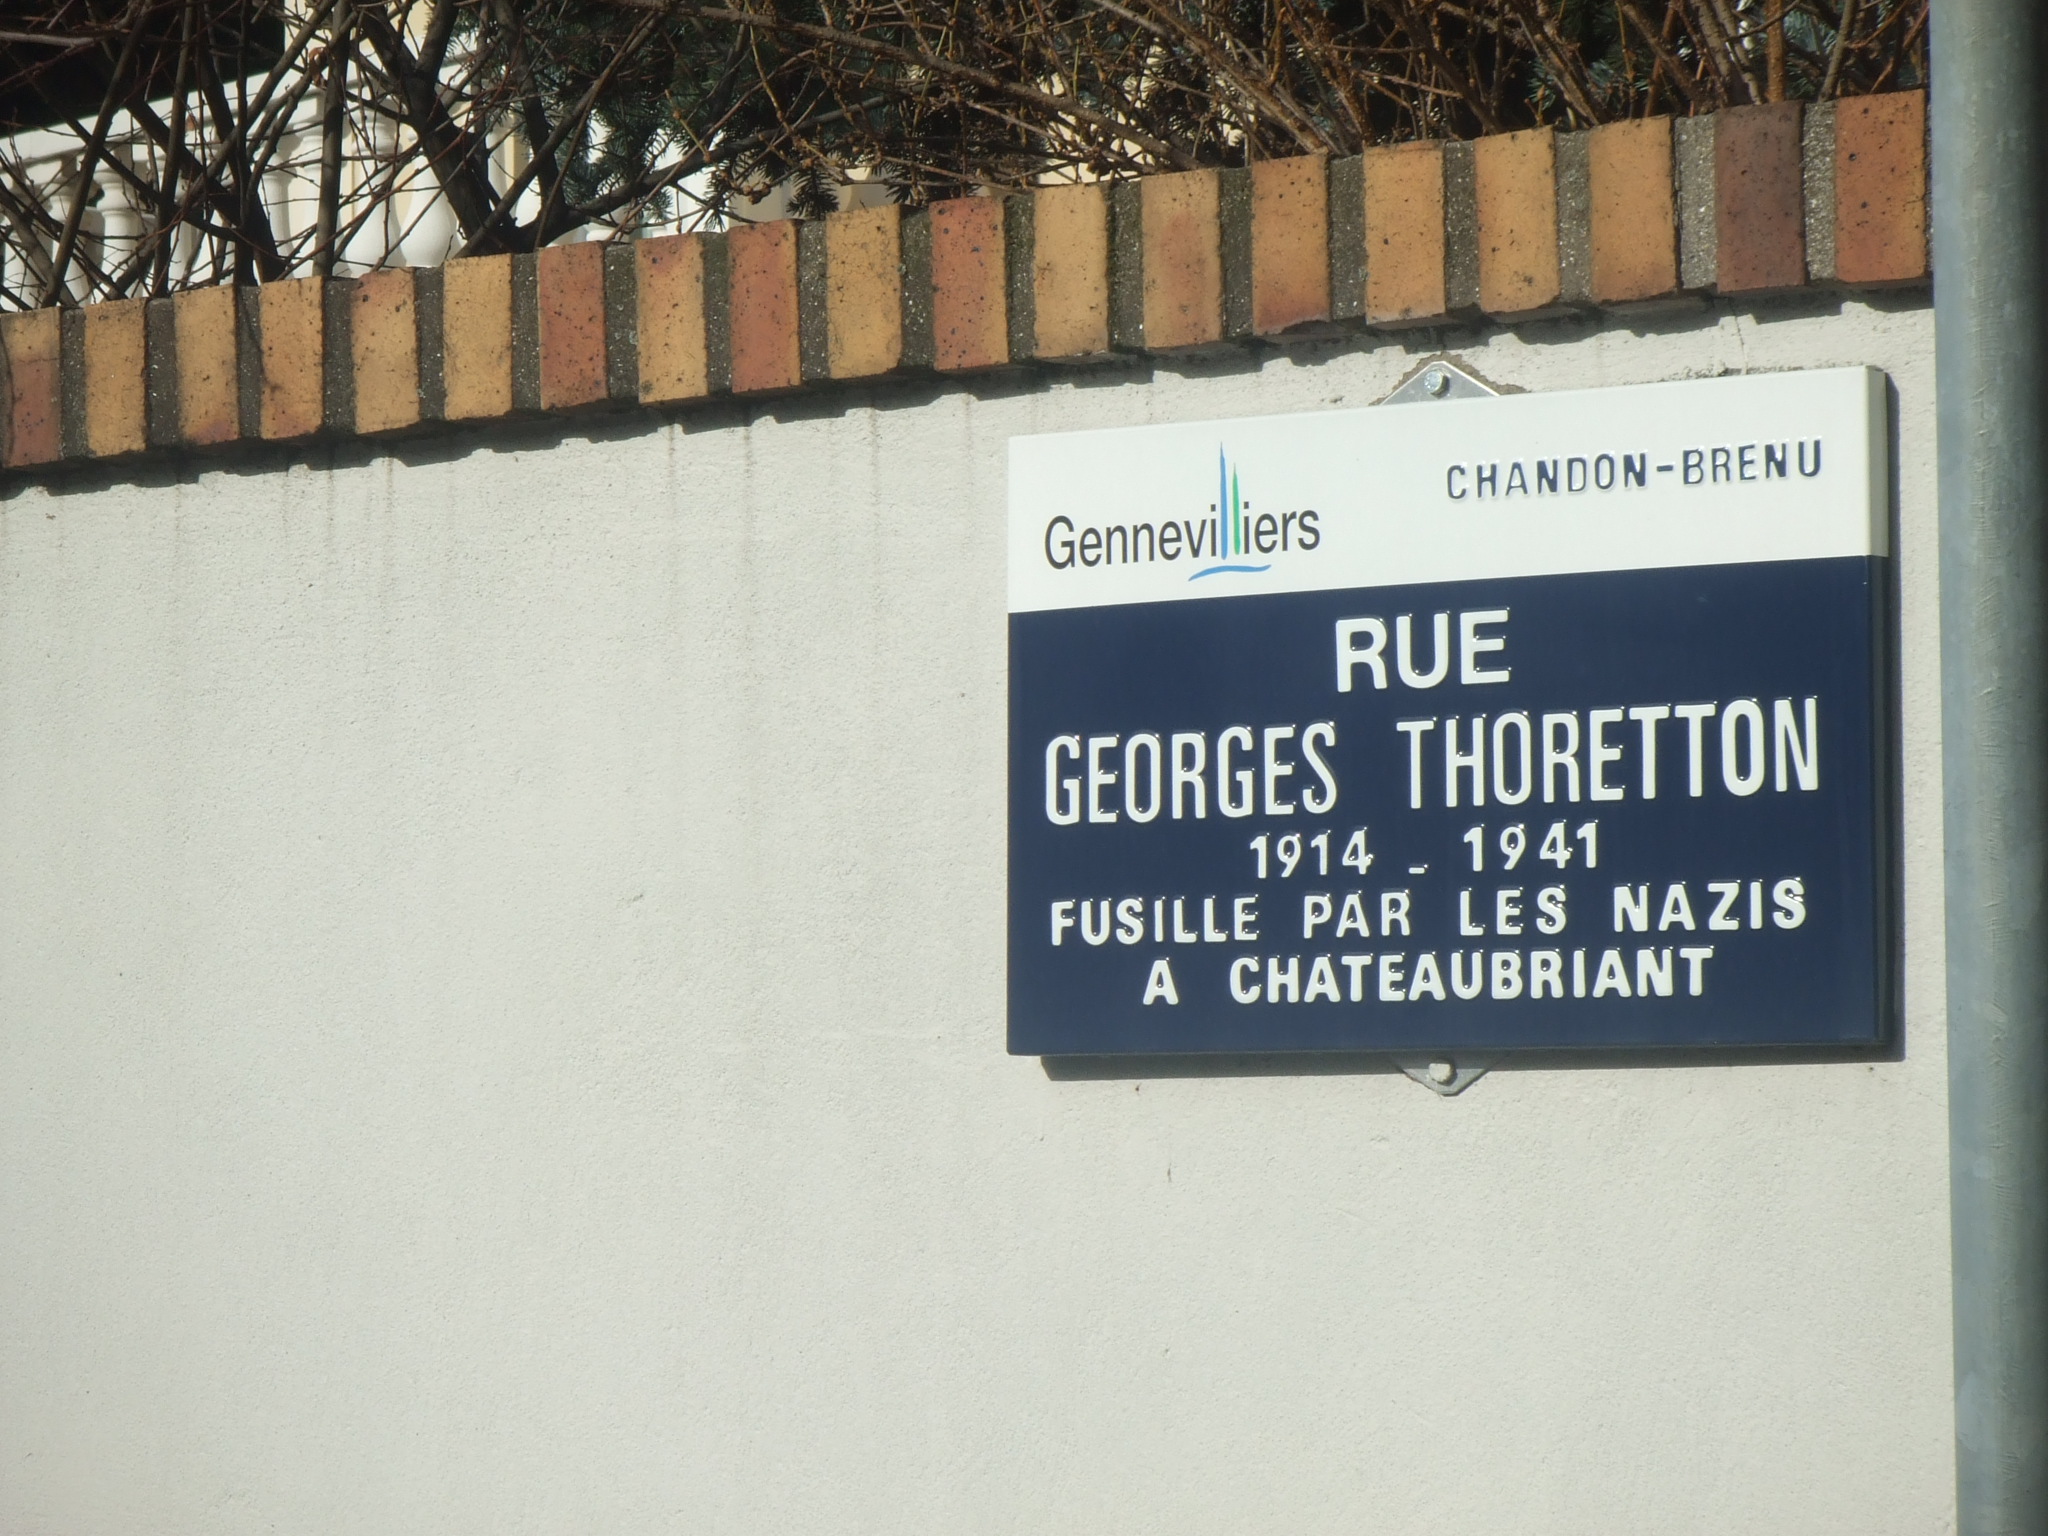 Gennevilliers
CHANDON-BRENU
RUE
GEORGES THORETTON
1914 - 1941
FUSILLE PAR LES NAZIS
A CHATEAUBRIANT